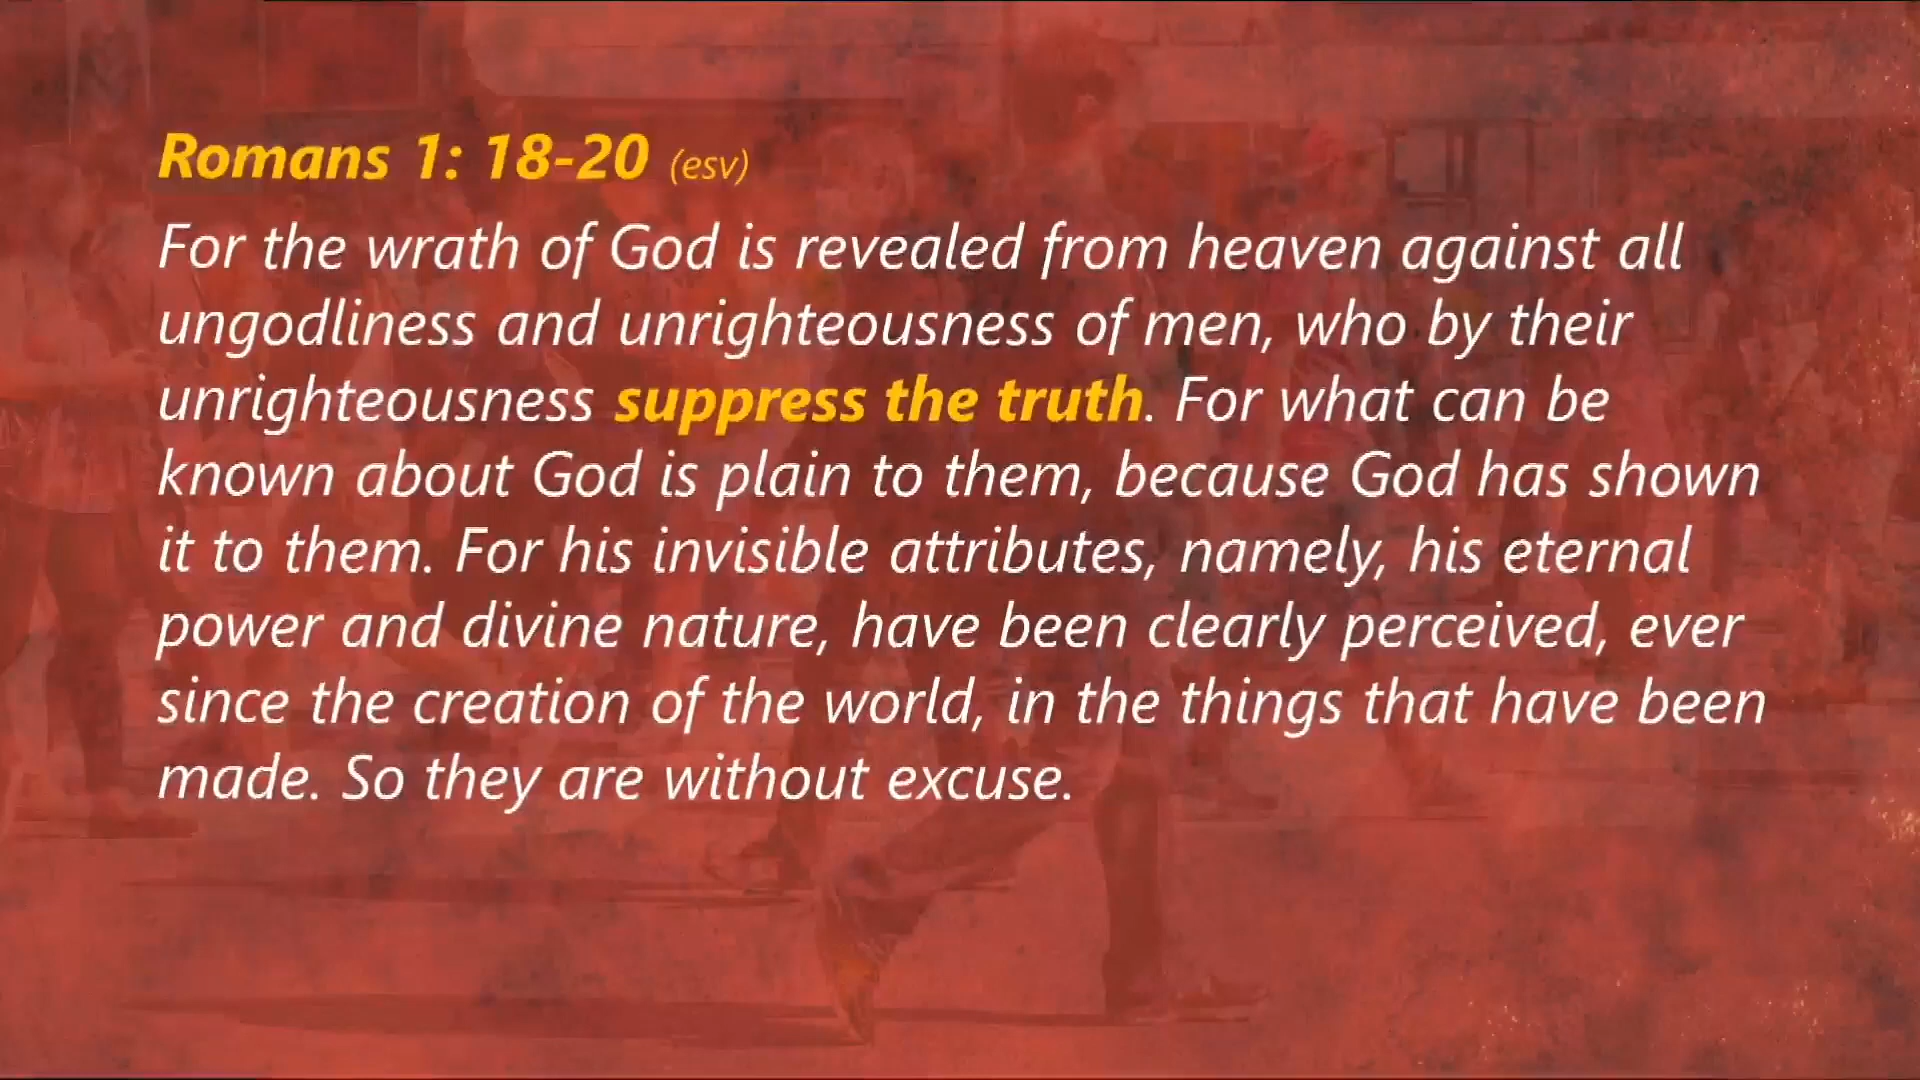 Romans 1: 18-20 (esv)
For the wrath of God is revealed from heaven against all
ungodliness and unrighteousness of men, who by their
unrighteousness suppress the truth. For what can be
known about God is plain to them, because God has shown
it to them. For his invisible attributes, namely, his eternal
power and divine nature, have been clearly perceived, ever
since the creation of the world, in the things that have been
made. So they are without excuse.